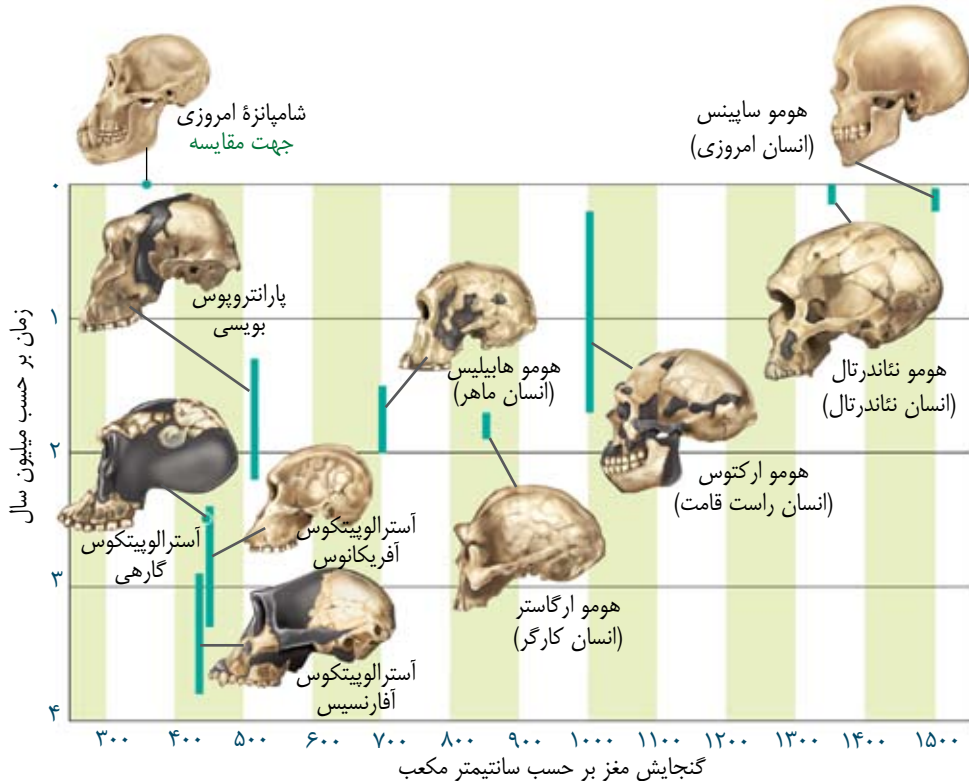 شامپانزهٔ امروزی
جهت مقایسه
هومو ساپینس
(انسان امروزی)
پارانتروپوس
بویسی
هومو هابیلیس
(انسان ماهر)
هومو نئاندرتال
(انسان نئاندرتال)
هومو ارکتوس
(انسان راست قامت)
آسترالوپیتکوس
گارهی
آسترالوپیتکوس
آفریکانوس
هومو ارگاستر
(انسان کارگر)
آسترالوپیتکوس
آفارنسیس
زمان بر حسب میلیون سال
۰
۱
۲
۳
۴
۳۰۰ ۴۰۰ ۵۰۰ ۶۰۰ ۷۰۰ ۸۰۰ ۹۰۰ ۱۰۰۰ ۱۱۰۰ ۱۲۰۰ ۱۳۰۰ ۱۴۰۰ ۱۵۰۰
گنجایش مغز بر حسب سانتیمتر مکعب